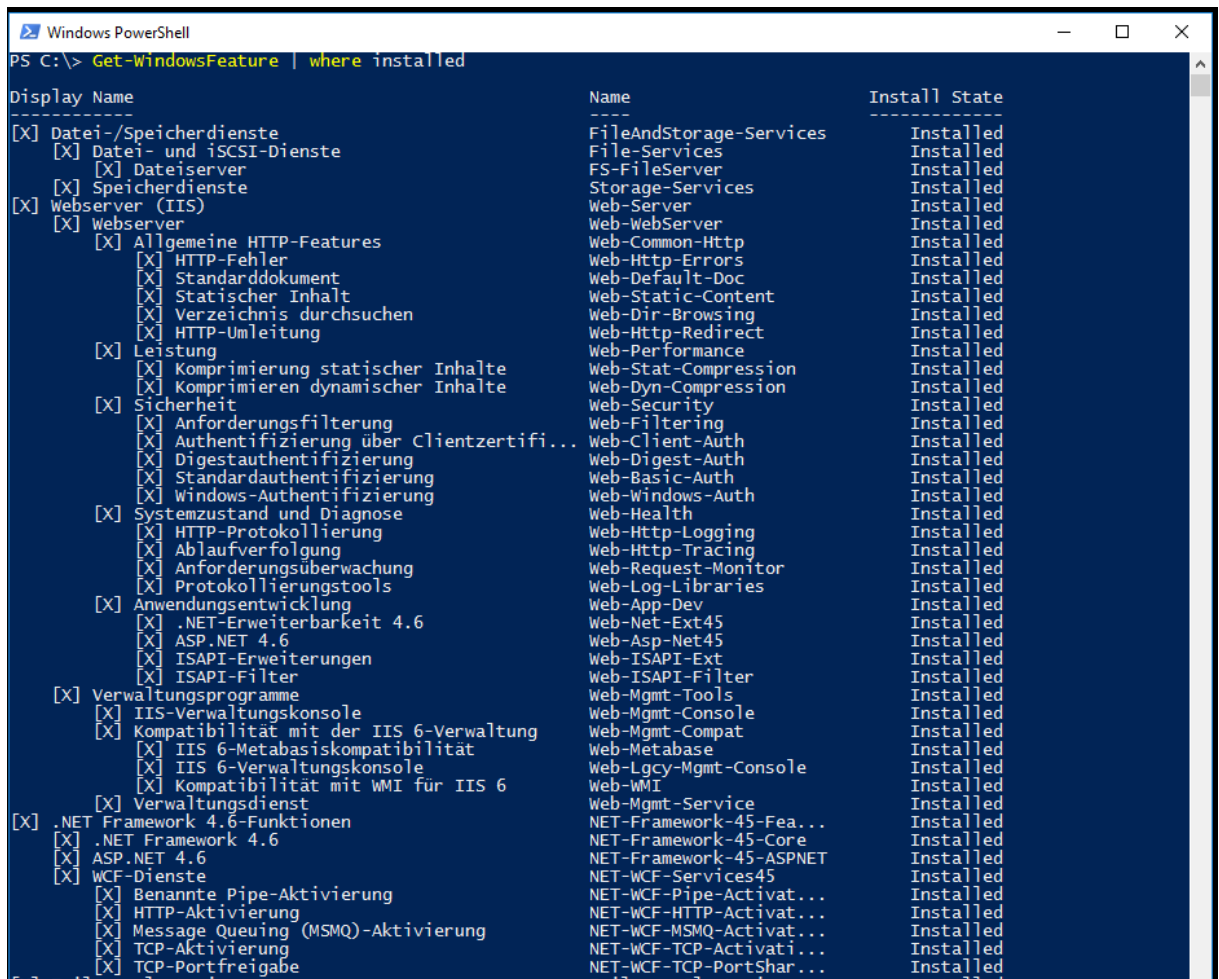 Windows PowerShell
PS C:\> Get-WindowsFeature | where installed
Display Name Name Install State
------------ ---- -------------
[X] Datei-/Speicherdienste FileAndStorage-Services Installed
[X] Datei- und iSCSI-Dienste File-Services Installed
[X] Dateiserver FS-FileServer Installed
[X] Speicherdienste Storage-Services Installed
[X] Webserver (IIS) Web-Server Installed
[X] Webserver Web-WebServer Installed
[X] Allgemeine HTTP-Features Web-Common-Http Installed
[X] HTTP-Fehler Web-Http-Errors Installed
[X] Standarddokument Web-Default-Doc Installed
[X] Statischer Inhalt Web-Static-Content Installed
[X] Verzeichnis durchsuchen Web-Dir-Browsing Installed
[X] HTTP-Umleitung Web-Http-Redirect Installed
[X] Leistung Web-Performance Installed
[X] Komprimierung statischer Inhalte Web-Stat-Compression Installed
[X] Komprimieren dynamischer Inhalte Web-Dyn-Compression Installed
[X] Sicherheit Web-Security Installed
[X] Anforderungsfilterung Web-Filtering Installed
[X] Authentifizierung über Clientzertifi... Web-Client-Auth Installed
[X] Digestauthentifizierung Web-Digest-Auth Installed
[X] Standardauthentifizierung Web-Basic-Auth Installed
[X] Windows-Authentifizierung Web-Windows-Auth Installed
[X] Systemzustand und Diagnose Web-Health Installed
[X] HTTP-Protokollierung Web-Http-Logging Installed
[X] Ablaufverfolgung Web-Http-Tracing Installed
[X] Anforderungsüberwachung Web-Request-Monitor Installed
[X] Protokollierungstools Web-Log-Libraries Installed
[X] Anwendungsentwicklung Web-App-Dev Installed
[X] .NET-Erweiterbarkeit 4.6 Web-Net-Ext45 Installed
[X] ASP.NET 4.6 Web-Asp-Net45 Installed
[X] ISAPI-Erweiterungen Web-ISAPI-Ext Installed
[X] ISAPI-Filter Web-ISAPI-Filter Installed
[X] Verwaltungsprogramme Web-Mgmt-Tools Installed
[X] IIS-Verwaltungskonsole Web-Mgmt-Console Installed
[X] Kompatibilität mit der IIS 6-Verwaltung Web-Mgmt-Compat Installed
[X] IIS 6-Metabasiskompatibilität Web-Metabase Installed
[X] IIS 6-Verwaltungskonsole Web-Lgcy-Mgmt-Console Installed
[X] Kompatibilität mit WMI für IIS 6 Web-WMI Installed
[X] Verwaltungsdienst Web-Mgmt-Service Installed
[X] .NET Framework 4.6-Funktionen NET-Framework-45-Fea... Installed
[X] .NET Framework 4.6 NET-Framework-45-Core Installed
[X] ASP.NET 4.6 NET-Framework-45-ASPNET Installed
[X] WCF-Dienste NET-WCF-Services45 Installed
[X] Benannte Pipe-Aktivierung NET-WCF-Pipe-Activat... Installed
[X] HTTP-Aktivierung NET-WCF-HTTP-Activat... Installed
[X] Message Queuing (MSMQ)-Aktivierung NET-WCF-MSMQ-Activat... Installed
[X] TCP-Aktivierung NET-WCF-TCP-Activati... Installed
[X] TCP-Portfreigabe NET-WCF-TCP-PortShar... Installed